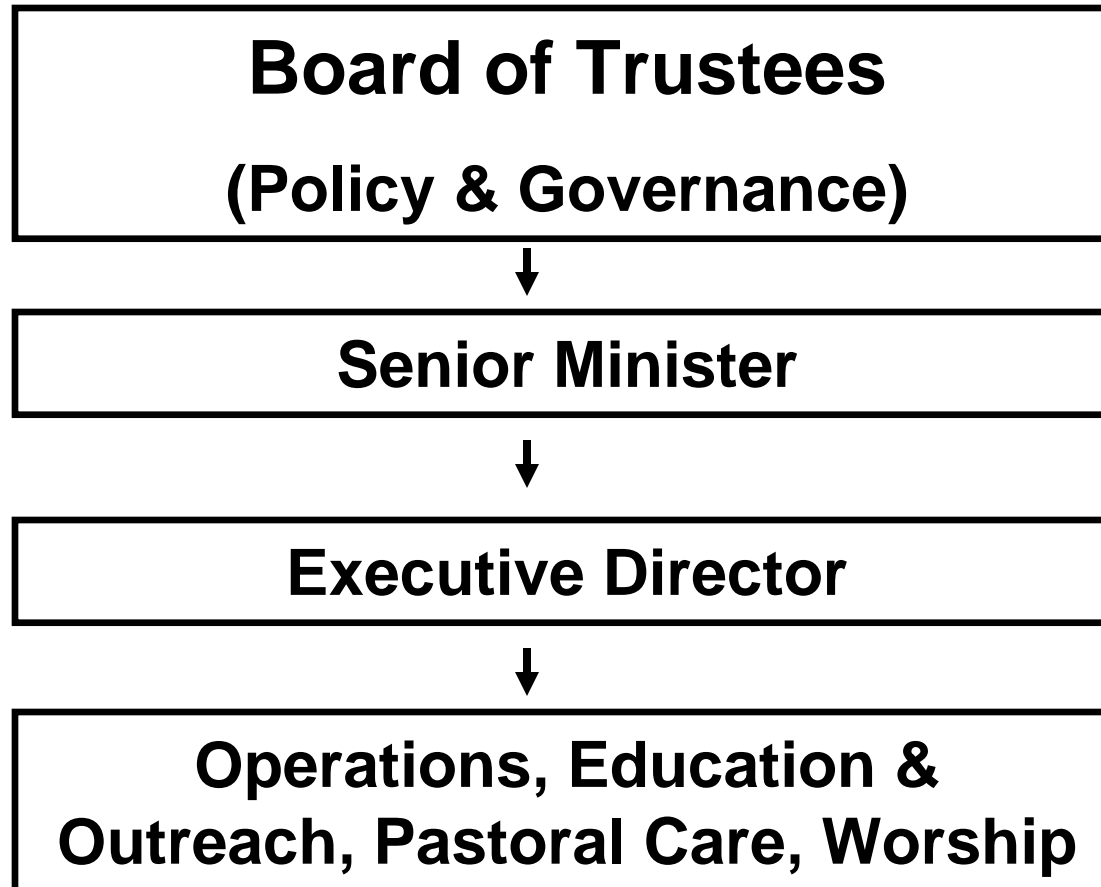 Board of Trustees
(Policy & Governance)
Senior Minister
Executive Director
Operations, Education &
Outreach, Pastoral Care, Worship